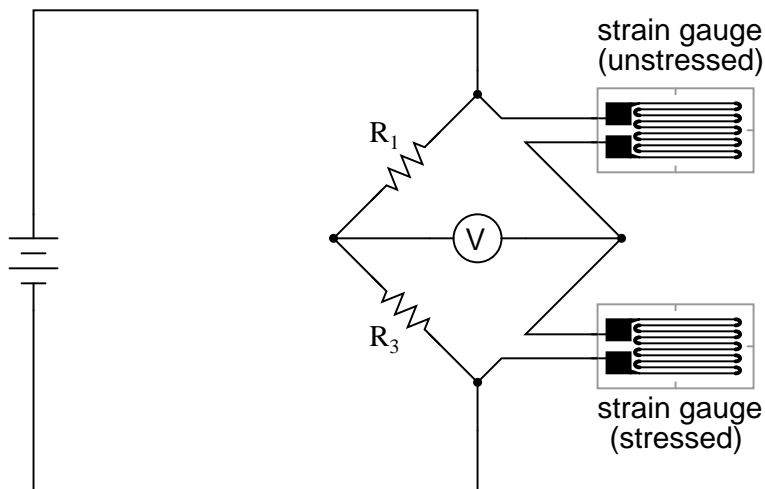 strain gauge
(unstressed)
R1
V
R3
strain gauge
(stressed)